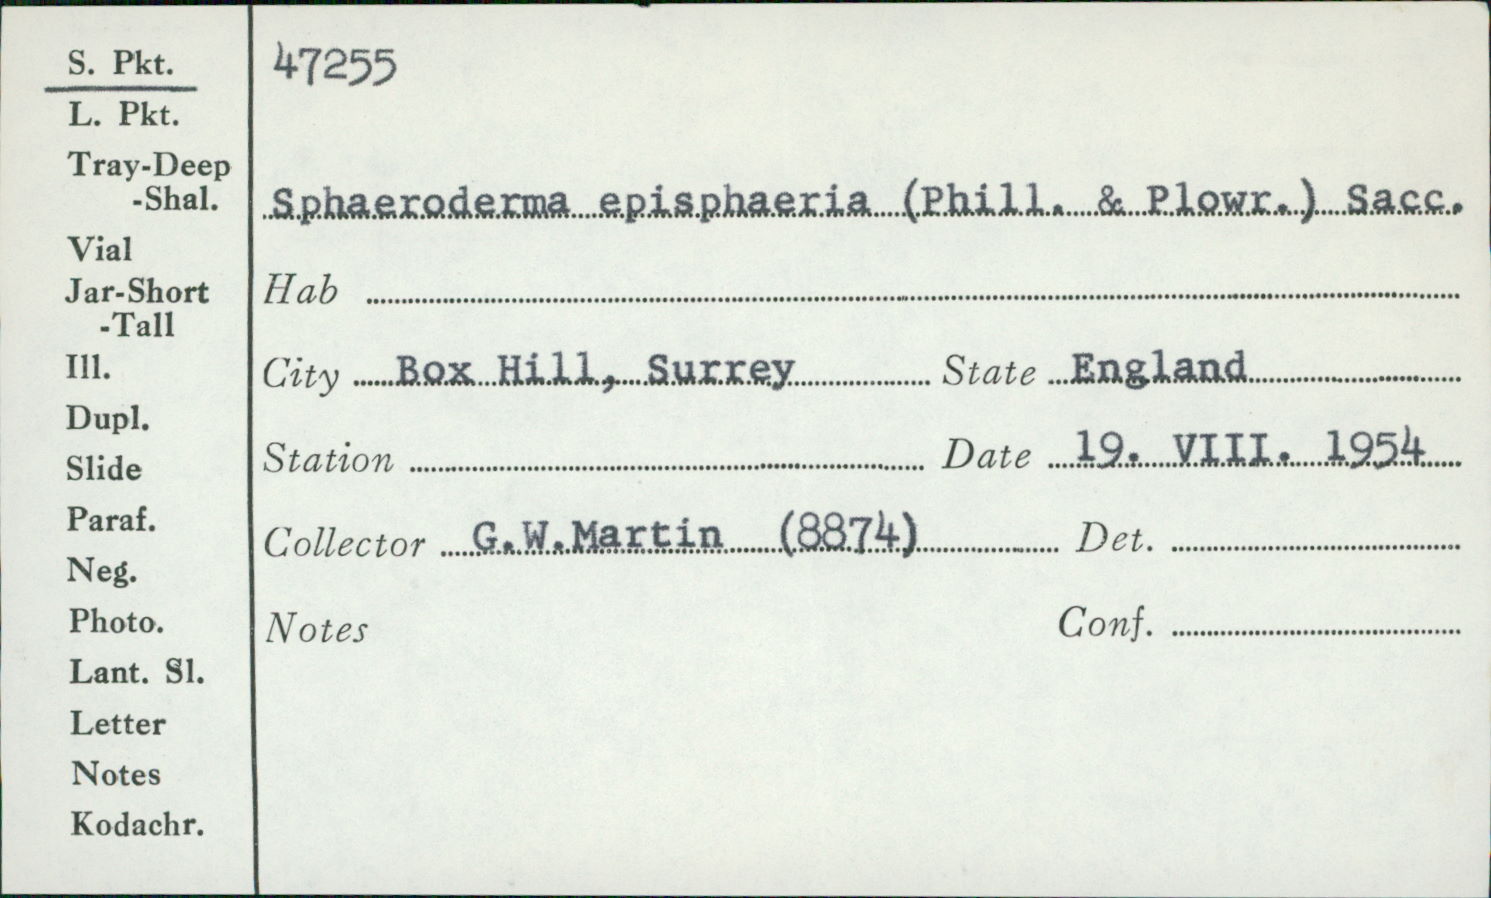 S. Pkt.
L. Pkt.
Tray-Deep
-Shal.
Vial
Jar-Short
-Tall
Ill.
Dupl.
Slide
Paraf.
Neg.
Photo.
Lant. Sl.
Letter
Notes
Kodachr.
47255
Sphaeroderma episphaeria (Phill. & Plowr.) Sacc.
Hab
City Box Hill, Surrey State England
Station Date 19. VIII. 1954
Collector G.W.Martin (8874) Det.
Notes Conf.